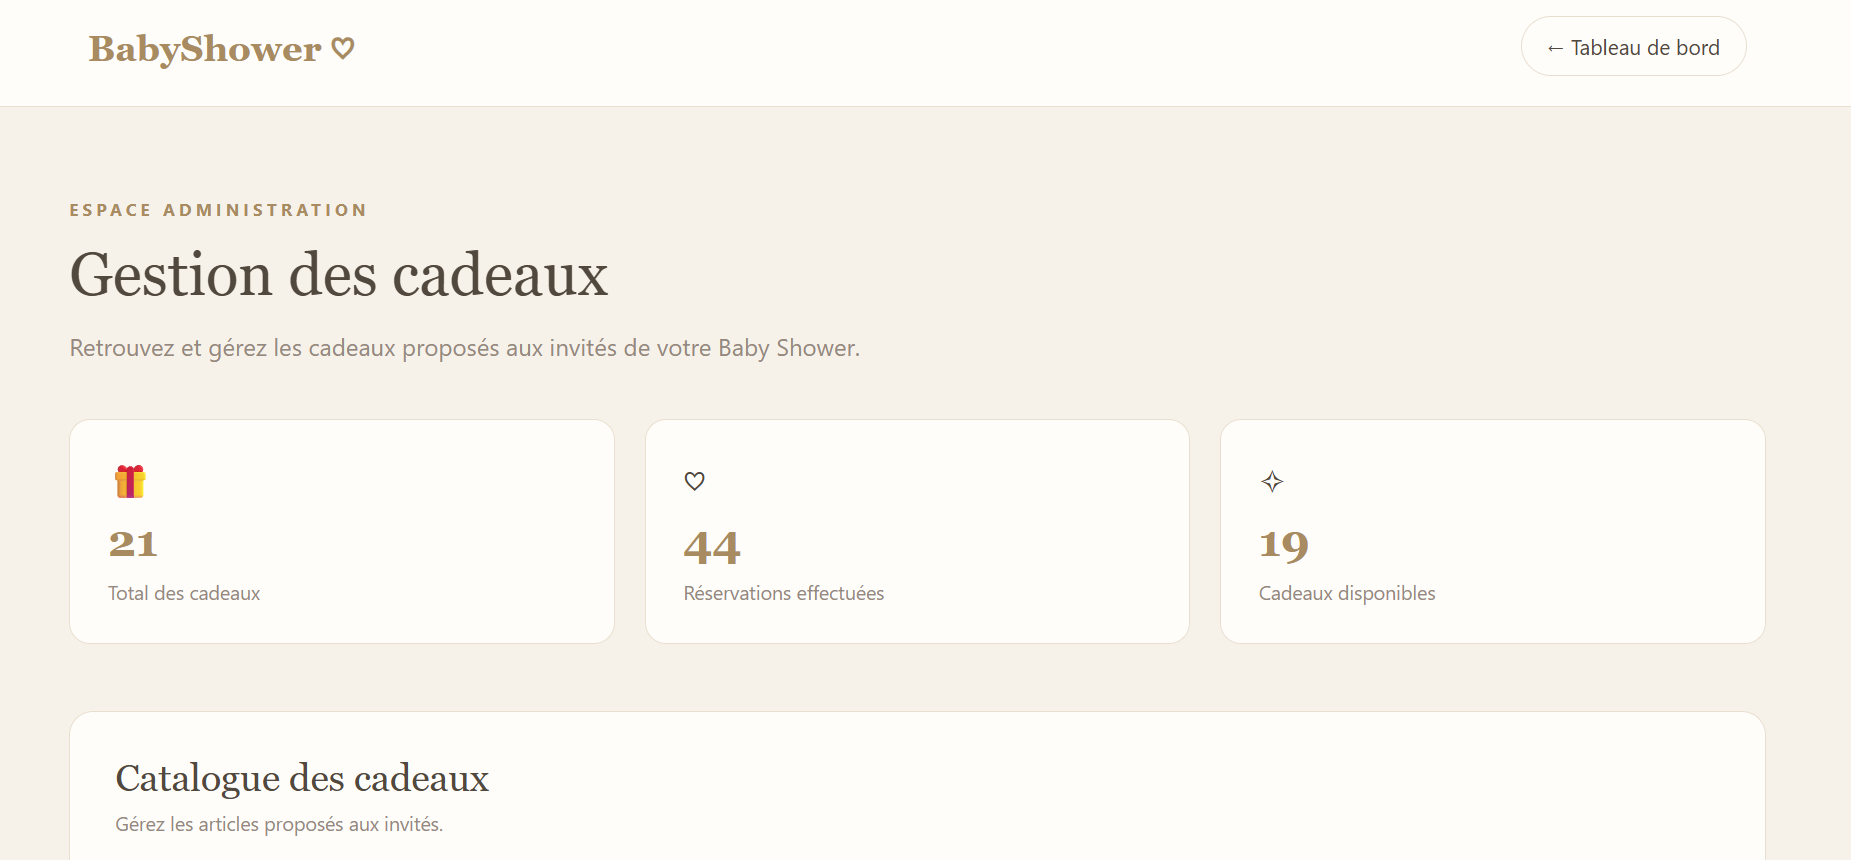 BabyShower ♡
← Tableau de bord
ESPACE ADMINISTRATION
Gestion des cadeaux
Retrouvez et gérez les cadeaux proposés aux invités de votre Baby Shower.
21
Total des cadeaux
44
Réservations effectuées
19
Cadeaux disponibles
Catalogue des cadeaux
Gérez les articles proposés aux invités.